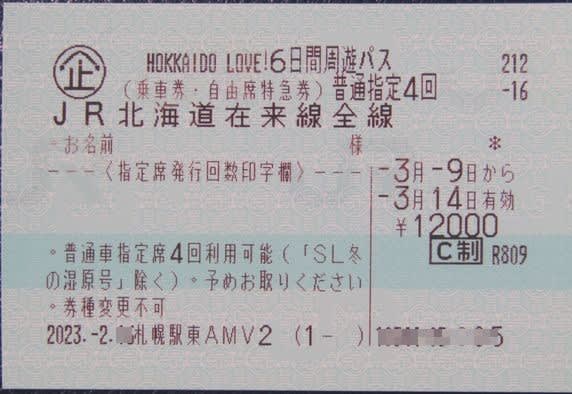 企 HOKKAIDO LOVE!6日間周遊パス 212
(乗車券・自由席特急券)普通指定4回 -16
JR北海道在来線全線
・お名前 様 *
---〈指定席発行回数印字欄〉---
-3月-9日から
-3月14日有効
¥12000
C制 R809
・普通車指定席4回利用可能(「SL冬
の湿原号」除く)・予めお取りください
・券種変更不可
2023.-2. 札幌駅東AMV2 (1- ) 5